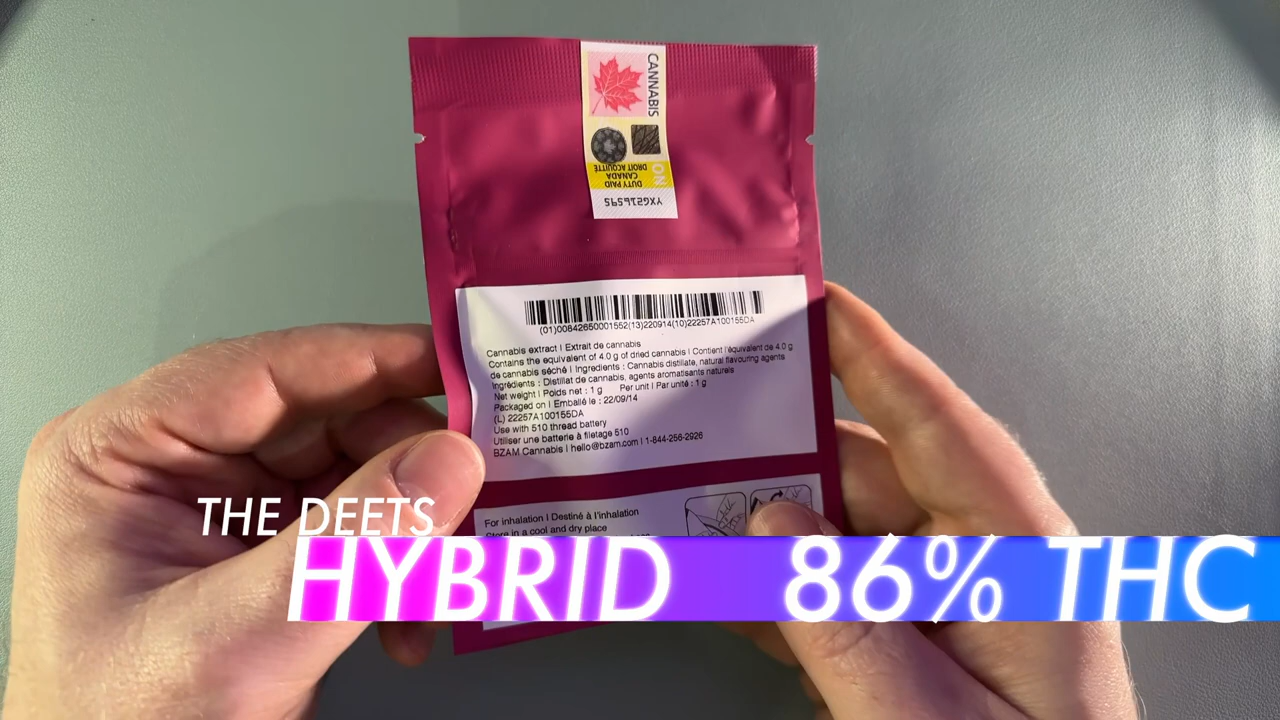 CANNABIS
ON
DUTY PAID
CANADA
DROIT ACQUITTÉ
YXG216595
(01)00842650001552(13)220914(10)22257A100155DA
Cannabis extract | Extrait de cannabis
Contains the equivalent of 4.0 g of dried cannabis | Contient l'équivalent de 4.0 g
de cannabis séché | Ingredients : Cannabis distillate, natural flavouring agents
Ingrédients : Distillat de cannabis, agents aromatisants naturels
Net weight | Poids net : 1 g Per unit | Par unité : 1 g
Packaged on | Emballé le : 22/09/14
(L) 22257A100155DA
Use with 510 thread battery
Utiliser une batterie à filetage 510
BZAM Cannabis | hello@bzam.com | 1-844-256-2926
For inhalation | Destiné à l'inhalation
Store in a cool and dry place
THE DEETS
HYBRID 86% THC